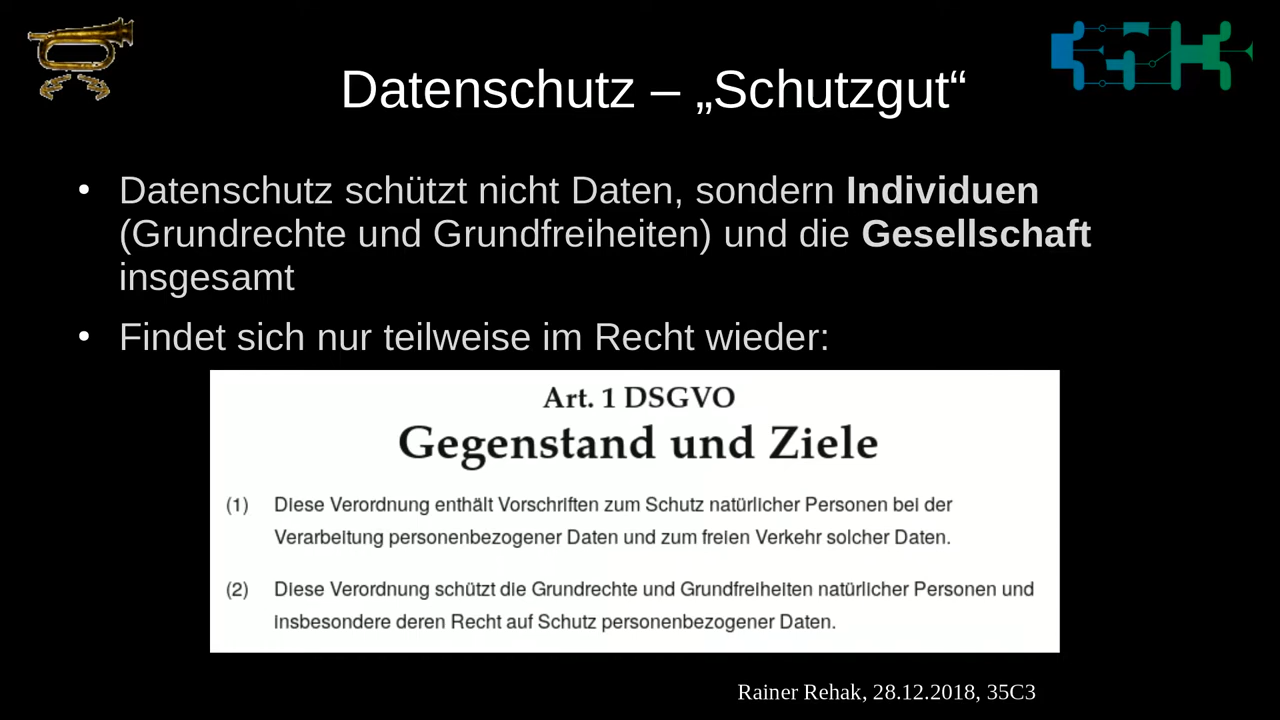 Datenschutz – „Schutzgut“
• Datenschutz schützt nicht Daten, sondern Individuen
(Grundrechte und Grundfreiheiten) und die Gesellschaft
insgesamt
• Findet sich nur teilweise im Recht wieder:
Art. 1 DSGVO
Gegenstand und Ziele
(1) Diese Verordnung enthält Vorschriften zum Schutz natürlicher Personen bei der
Verarbeitung personenbezogener Daten und zum freien Verkehr solcher Daten.
(2) Diese Verordnung schützt die Grundrechte und Grundfreiheiten natürlicher Personen und
insbesondere deren Recht auf Schutz personenbezogener Daten.
Rainer Rehak, 28.12.2018, 35C3